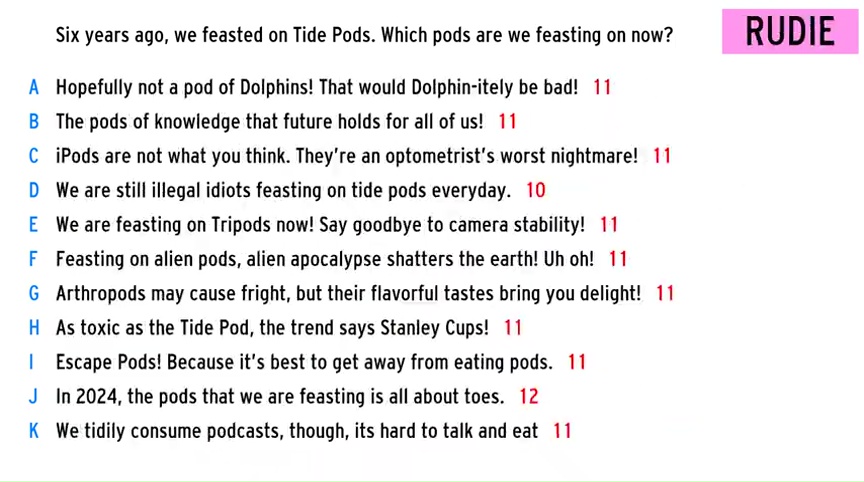 Six years ago, we feasted on Tide Pods. Which pods are we feasting on now?
RUDIE
A Hopefully not a pod of Dolphins! That would Dolphin-itely be bad! 11
B The pods of knowledge that future holds for all of us! 11
C iPods are not what you think. They're an optometrist's worst nightmare! 11
D We are still illegal idiots feasting on tide pods everyday. 10
E We are feasting on Tripods now! Say goodbye to camera stability! 11
F Feasting on alien pods, alien apocalypse shatters the earth! Uh oh! 11
G Arthropods may cause fright, but their flavorful tastes bring you delight! 11
H As toxic as the Tide Pod, the trend says Stanley Cups! 11
I Escape Pods! Because it's best to get away from eating pods. 11
J In 2024, the pods that we are feasting is all about toes. 12
K We tidily consume podcasts, though, its hard to talk and eat 11